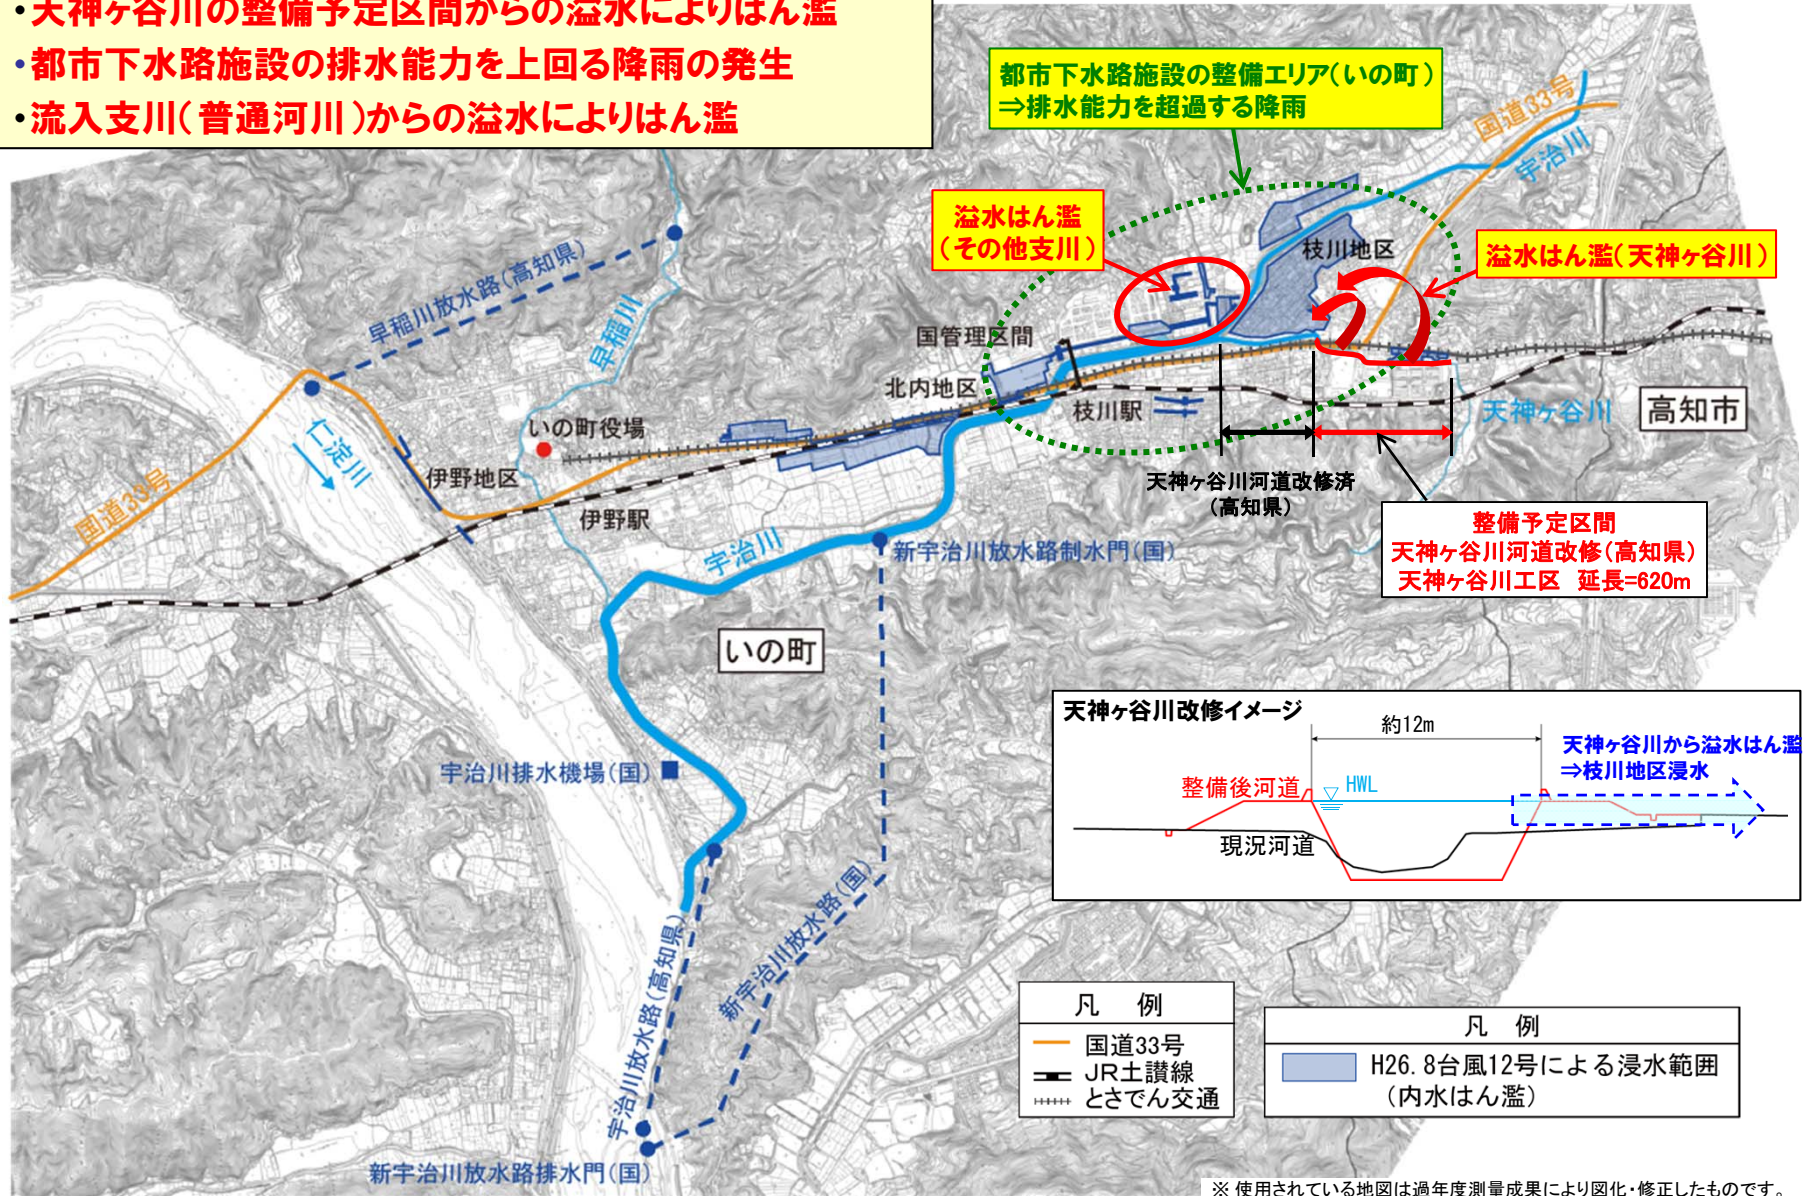 ・天神ヶ谷川の整備予定区間からの溢水によりはん濫
・都市下水路施設の排水能力を上回る降雨の発生
・流入支川(普通河川)からの溢水によりはん濫
都市下水路施設の整備エリア(いの町)
⇒排水能力を超過する降雨
国道33号
宇治川
溢水はん濫
(その他支川)
枝川地区
溢水はん濫(天神ヶ谷川)
早稲川放水路(高知県)
早稲川
国管理区間
北内地区
枝川駅
天神ヶ谷川
高知市
いの町役場
仁淀川
伊野地区
国道33号
伊野駅
天神ヶ谷川河道改修済
(高知県)
整備予定区間
天神ヶ谷川河道改修(高知県)
天神ヶ谷川工区 延長=620m
宇治川
新宇治川放水路制水門(国)
いの町
宇治川排水機場(国)
天神ヶ谷川改修イメージ
約12m
天神ヶ谷川から溢水はん濫
⇒枝川地区浸水
整備後河道
HWL
現況河道
宇治川放水路(高知県)
新宇治川放水路(国)
新宇治川放水路排水門(国)
凡 例
国道33号
JR土讃線
とさでん交通
凡 例
H26.8台風12号による浸水範囲
(内水はん濫)
※ 使用されている地図は過年度測量成果により図化・修正したものです。